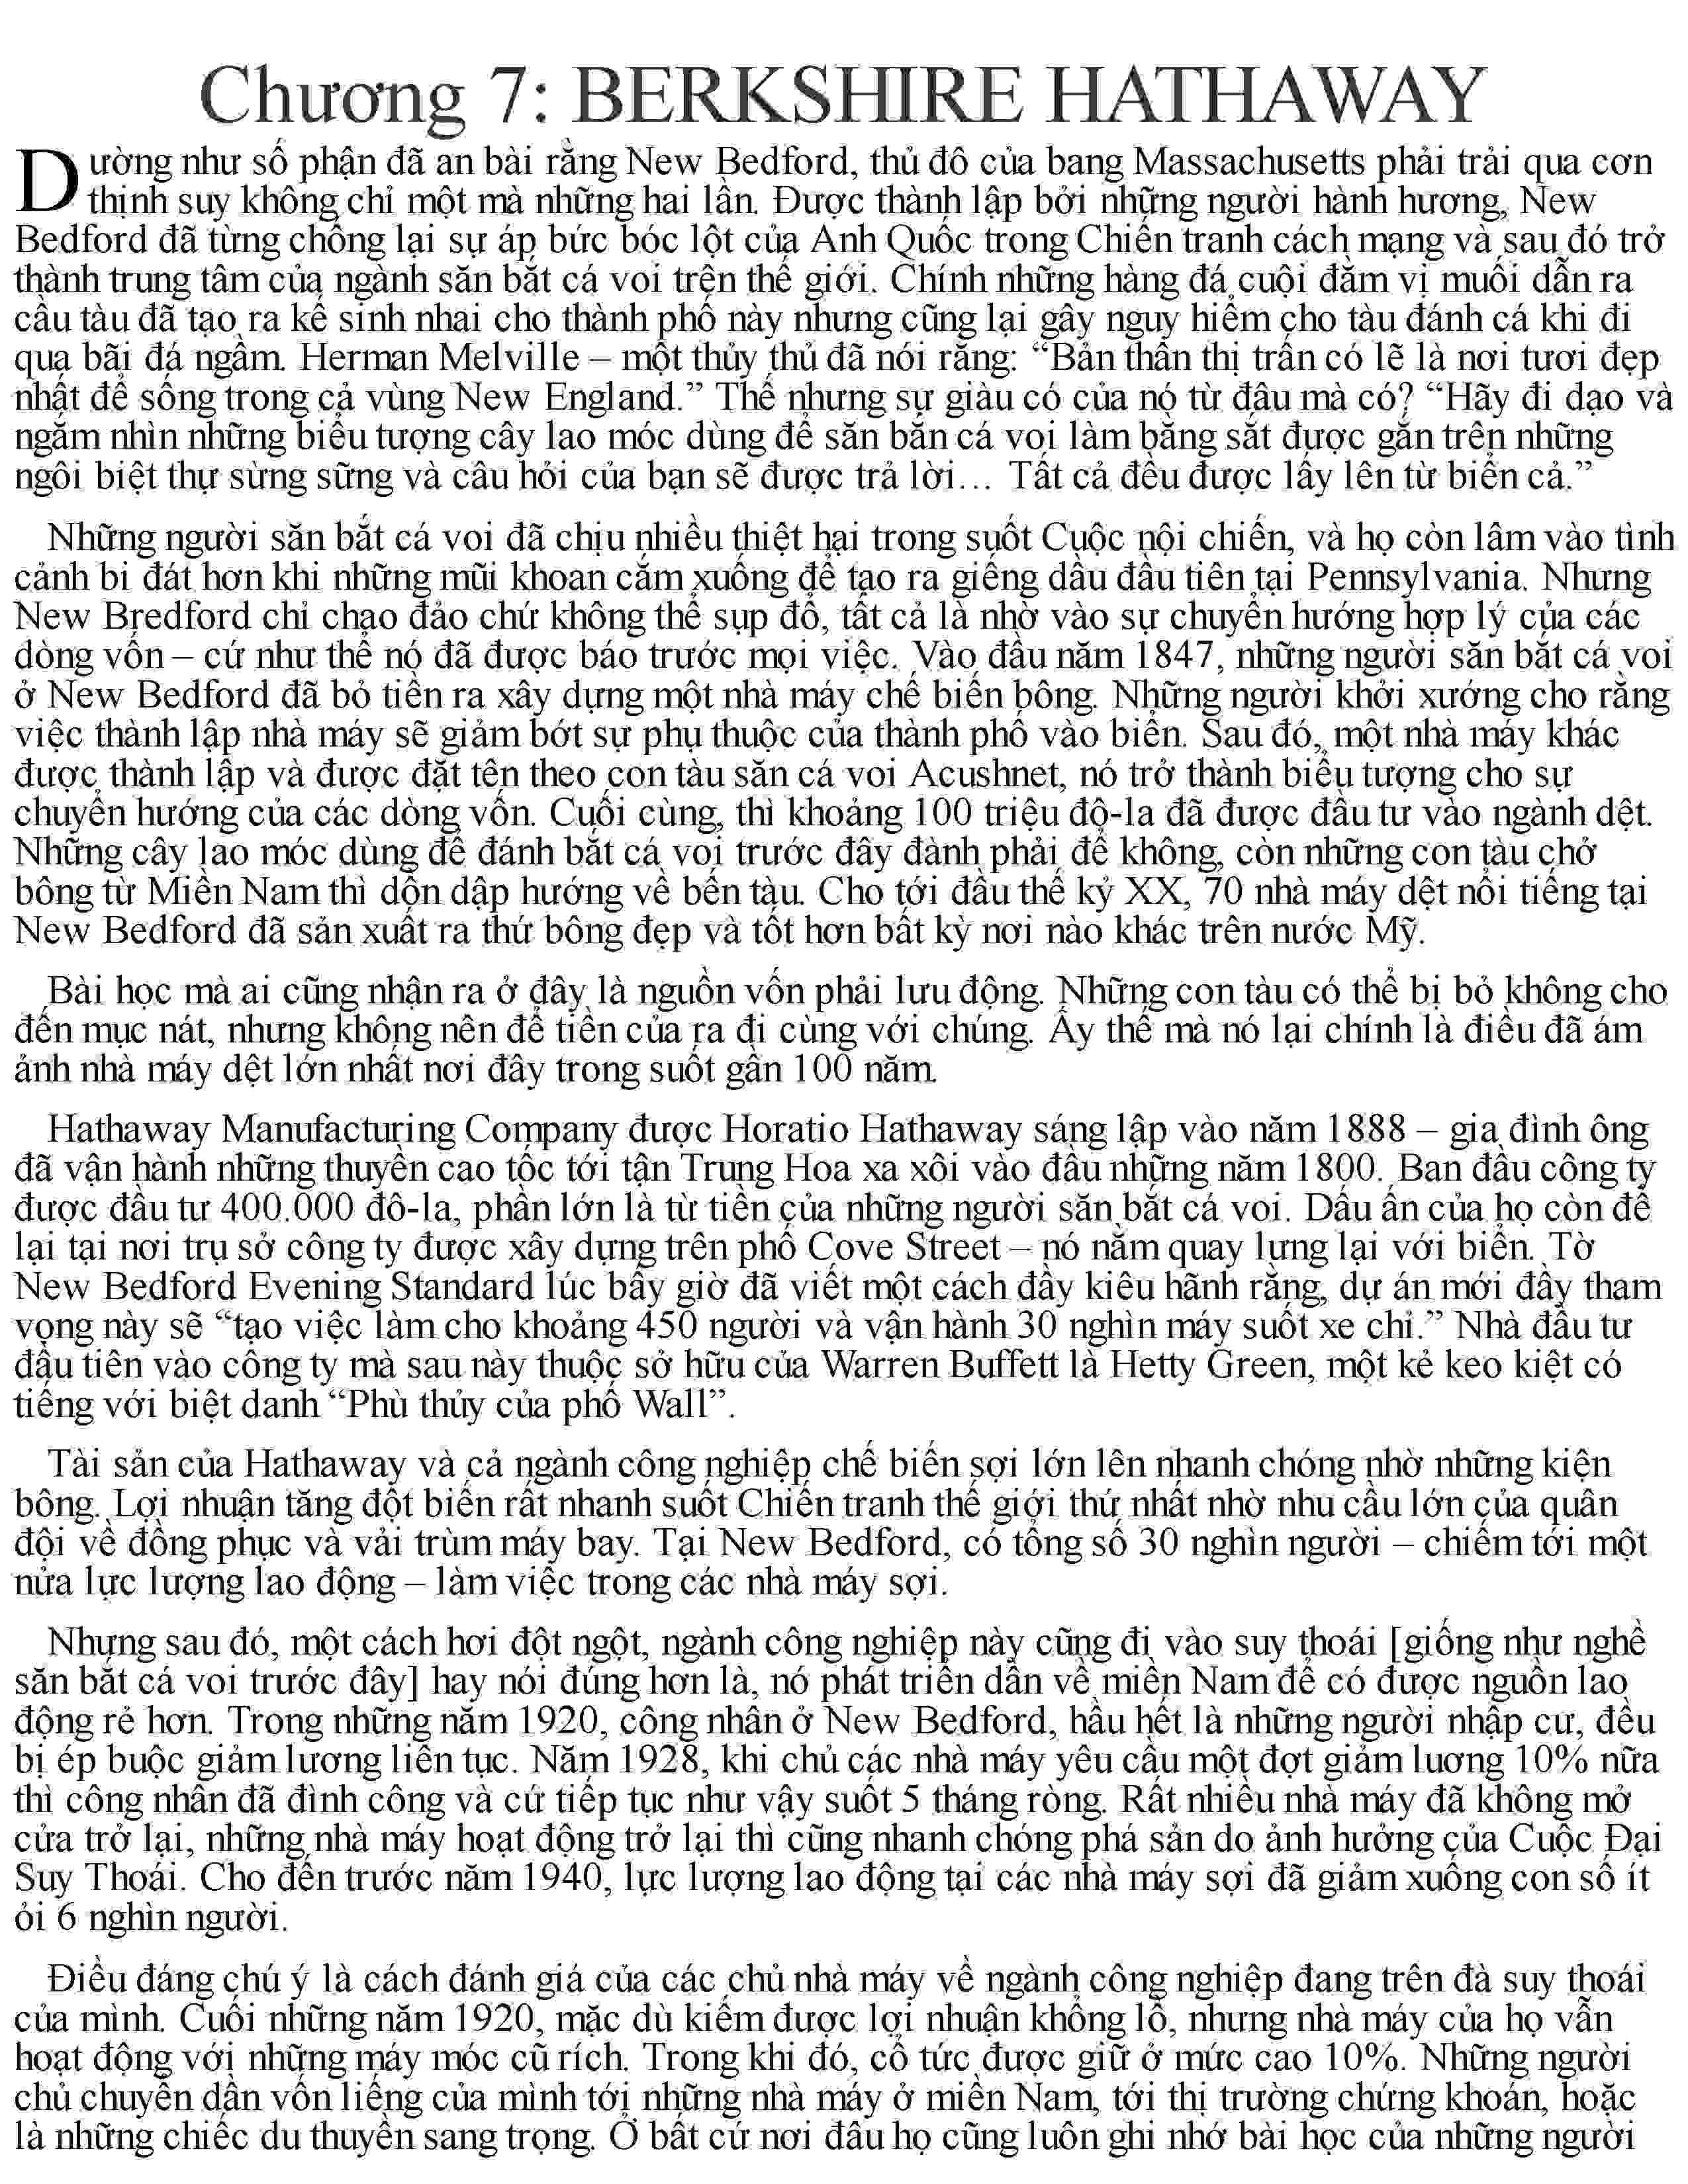 Chương 7: BERKSHIRE HATHAWAY
Dường như số phận đã an bài rằng New Bedford, thủ đô của bang Massachusetts phải trải qua cơn
thịnh suy không chỉ một mà những hai lần. Được thành lập bởi những người hành hương, New
Bedford đã từng chống lại sự áp bức bóc lột của Anh Quốc trong Chiến tranh cách mạng và sau đó trở
thành trung tâm của ngành săn bắt cá voi trên thế giới. Chính những hàng đá cuội đẫm vị muối dẫn ra
cầu tàu đã tạo ra kế sinh nhai cho thành phố này nhưng cũng lại gây nguy hiểm cho tàu đánh cá khi đi
qua bãi đá ngầm. Herman Melville – một thủy thủ đã nói rằng: “Bản thân thị trấn có lẽ là nơi tươi đẹp
nhất để sống trong cả vùng New England.” Thế nhưng sự giàu có của nó từ đâu mà có? “Hãy đi dạo và
ngắm nhìn những biểu tượng cây lao móc dùng để săn bắn cá voi làm bằng sắt được gắn trên những
ngôi biệt thự sừng sững và câu hỏi của bạn sẽ được trả lời… Tất cả đều được lấy lên từ biển cả.”
Những người săn bắt cá voi đã chịu nhiều thiệt hại trong suốt Cuộc nội chiến, và họ còn lâm vào tình
cảnh bi đát hơn khi những mũi khoan cắm xuống để tạo ra giếng dầu đầu tiên tại Pennsylvania. Nhưng
New Bredford chỉ chao đảo chứ không thể sụp đổ, tất cả là nhờ vào sự chuyển hướng hợp lý của các
dòng vốn – cứ như thể nó đã được báo trước mọi việc. Vào đầu năm 1847, những người săn bắt cá voi
ở New Bedford đã bỏ tiền ra xây dựng một nhà máy chế biến bông. Những người khởi xướng cho rằng
việc thành lập nhà máy sẽ giảm bớt sự phụ thuộc của thành phố vào biển. Sau đó, một nhà máy khác
được thành lập và được đặt tên theo con tàu săn cá voi Acushnet, nó trở thành biểu tượng cho sự
chuyển hướng của các dòng vốn. Cuối cùng, thì khoảng 100 triệu độ-la đã được đầu tư vào ngành dệt.
Những cây lao móc dùng để đánh bắt cá voi trước đây đành phải để không, còn những con tàu chở
bông từ Miền Nam thì dồn dập hướng về bến tàu. Cho tới đầu thế kỷ XX, 70 nhà máy dệt nổi tiếng tại
New Bedford đã sản xuất ra thứ bông đẹp và tốt hơn bất kỳ nơi nào khác trên nước Mỹ.
Bài học mà ai cũng nhận ra ở đây là nguồn vốn phải lưu động. Những con tàu có thể bị bỏ không cho
đến mục nát, nhưng không nên để tiền của ra đi cùng với chúng. Ấy thế mà nó lại chính là điều đã ám
ảnh nhà máy dệt lớn nhất nơi đây trong suốt gần 100 năm.
Hathaway Manufacturing Company được Horatio Hathaway sáng lập vào năm 1888 – gia đình ông
đã vận hành những thuyền cao tốc tới tận Trung Hoa xa xôi vào đầu những năm 1800. Ban đầu công ty
được đầu tư 400.000 đô-la, phần lớn là từ tiền của những người săn bắt cá voi. Dấu ấn của họ còn để
lại tại nơi trụ sở công ty được xây dựng trên phố Cove Street – nó nằm quay lưng lại với biển. Tờ
New Bedford Evening Standard lúc bấy giờ đã viết một cách đầy kiêu hãnh rằng, dự án mới đầy tham
vọng này sẽ “tạo việc làm cho khoảng 450 người và vận hành 30 nghìn máy suốt xe chỉ.” Nhà đầu tư
đầu tiên vào công ty mà sau này thuộc sở hữu của Warren Buffett là Hetty Green, một kẻ keo kiệt có
tiếng với biệt danh “Phù thủy của phố Wall”.
Tài sản của Hathaway và cả ngành công nghiệp chế biến sợi lớn lên nhanh chóng nhờ những kiện
bông. Lợi nhuận tăng đột biến rất nhanh suốt Chiến tranh thế giới thứ nhất nhờ nhu cầu lớn của quân
đội về đồng phục và vải trùm máy bay. Tại New Bedford, có tổng số 30 nghìn người – chiếm tới một
nửa lực lượng lao động – làm việc trong các nhà máy sợi.
Nhưng sau đó, một cách hơi đột ngột, ngành công nghiệp này cũng đi vào suy thoái [giống như nghề
săn bắt cá voi trước đây] hay nói đúng hơn là, nó phát triển dần về miền Nam để có được nguồn lao
động rẻ hơn. Trong những năm 1920, công nhân ở New Bedford, hầu hết là những người nhập cư, đều
bị ép buộc giảm lương liên tục. Năm 1928, khi chủ các nhà máy yêu cầu một đợt giảm luơng 10% nữa
thì công nhân đã đình công và cứ tiếp tục như vậy suốt 5 tháng ròng. Rất nhiều nhà máy đã không mở
cửa trở lại, những nhà máy hoạt động trở lại thì cũng nhanh chóng phá sản do ảnh hưởng của Cuộc Đại
Suy Thoái. Cho đến trước năm 1940, lực lượng lao động tại các nhà máy sợi đã giảm xuống con số ít
ỏi 6 nghìn người.
Điều đáng chú ý là cách đánh giá của các chủ nhà máy về ngành công nghiệp đang trên đà suy thoái
của mình. Cuối những năm 1920, mặc dù kiếm được lợi nhuận khổng lồ, nhưng nhà máy của họ vẫn
hoạt động với những máy móc cũ rích. Trong khi đó, cổ tức được giữ ở mức cao 10%. Những người
chủ chuyển dần vốn liếng của mình tới những nhà máy ở miền Nam, tới thị trường chứng khoán, hoặc
là những chiếc du thuyền sang trọng. Ở bất cứ nơi đâu họ cũng luôn ghi nhớ bài học của những người